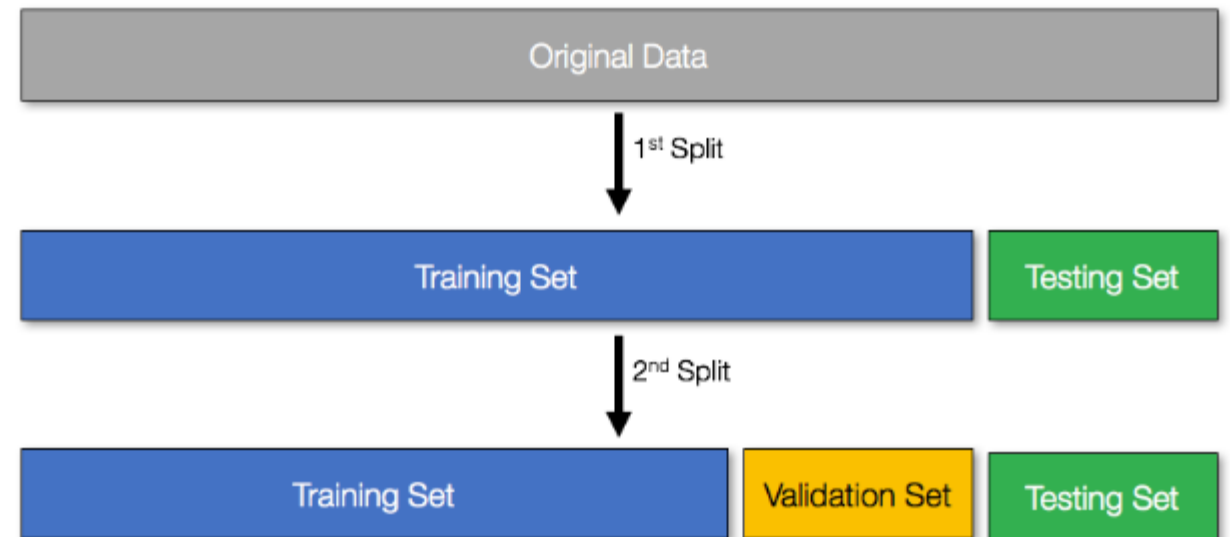 Original Data
1st Split
Training Set Testing Set
2nd Split
Training Set Validation Set Testing Set